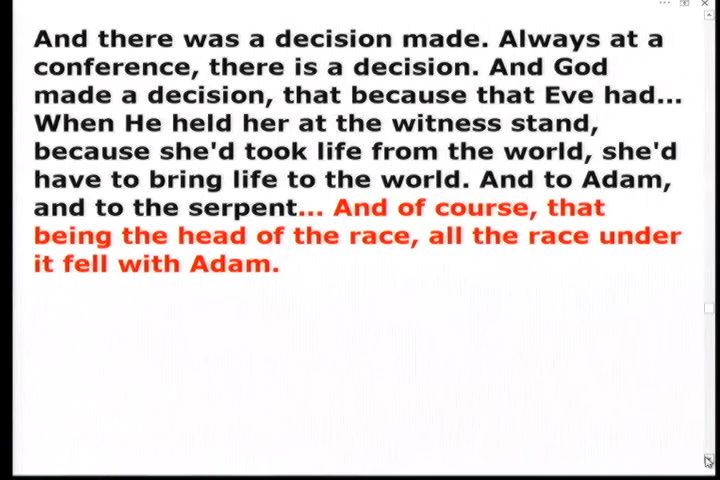 And there was a decision made. Always at a
conference, there is a decision. And God
made a decision, that because that Eve had...
When He held her at the witness stand,
because she'd took life from the world, she'd
have to bring life to the world. And to Adam,
and to the serpent... And of course, that
being the head of the race, all the race under
it fell with Adam.